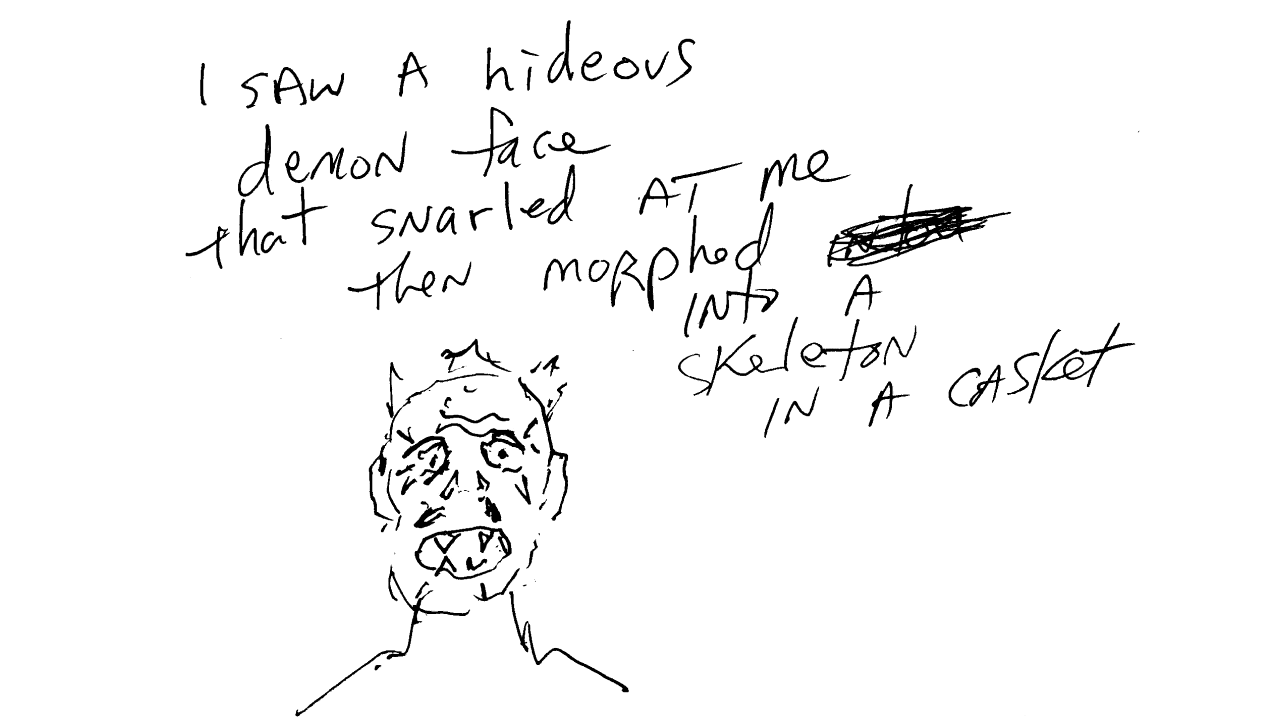 I SAW A hideous
demon face
that snarled AT me
then morphed
into A
skeleton
IN A CASket